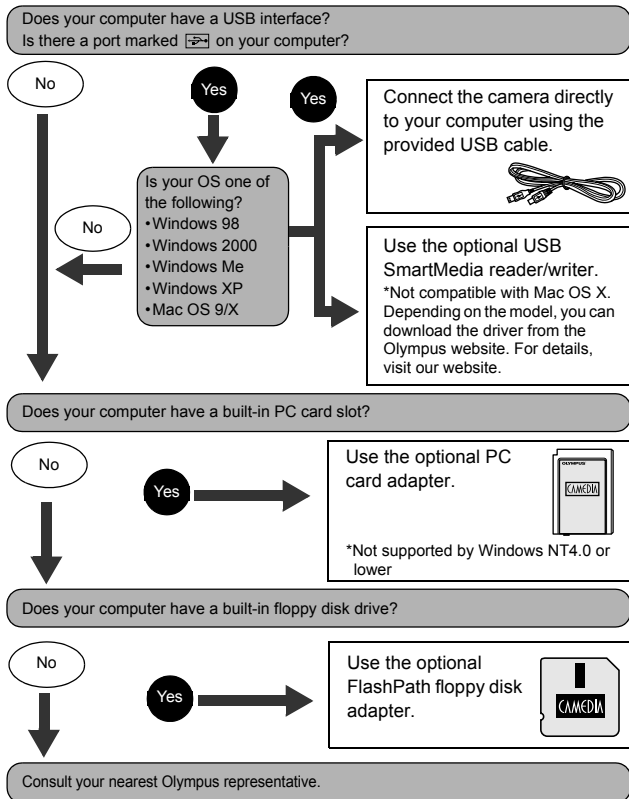 Does your computer have a USB interface?
Is there a port marked on your computer?
No
Yes
Yes
Connect the camera directly
to your computer using the
provided USB cable.
Is your OS one of
the following?
•Windows 98
•Windows 2000
•Windows Me
•Windows XP
•Mac OS 9/X
No
Use the optional USB
SmartMedia reader/writer.
*Not compatible with Mac OS X.
Depending on the model, you can
download the driver from the
Olympus website. For details,
visit our website.
Does your computer have a built-in PC card slot?
No
Yes
Use the optional PC
card adapter.
OLYMPUS
CAMEDIA
*Not supported by Windows NT4.0 or
lower
Does your computer have a built-in floppy disk drive?
No
Yes
Use the optional
FlashPath floppy disk
adapter.
CAMEDIA
Consult your nearest Olympus representative.